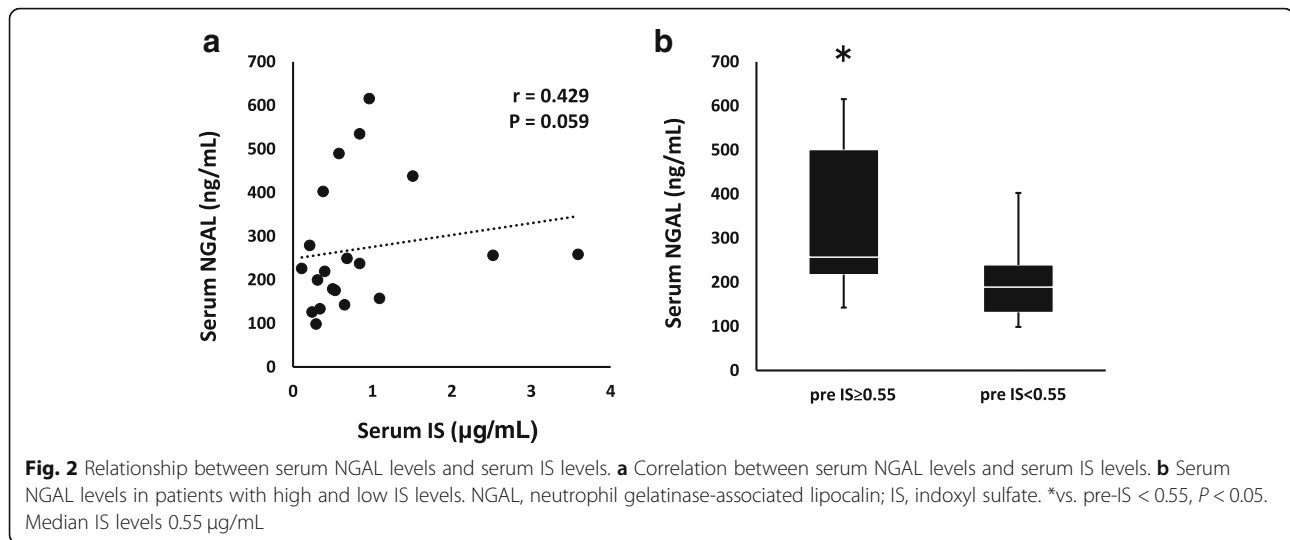 a
700
600
500
400
300
200
100
0
Serum NGAL (ng/mL)
r = 0.429
P = 0.059
0 1 2 3 4
Serum IS (µg/mL)
b
*
700
600
500
400
300
200
100
0
Serum NGAL (ng/mL)
pre IS≥0.55 pre IS<0.55
Fig. 2 Relationship between serum NGAL levels and serum IS levels. a Correlation between serum NGAL levels and serum IS levels. b Serum
NGAL levels in patients with high and low IS levels. NGAL, neutrophil gelatinase-associated lipocalin; IS, indoxyl sulfate. *vs. pre-IS < 0.55, P < 0.05.
Median IS levels 0.55 µg/mL